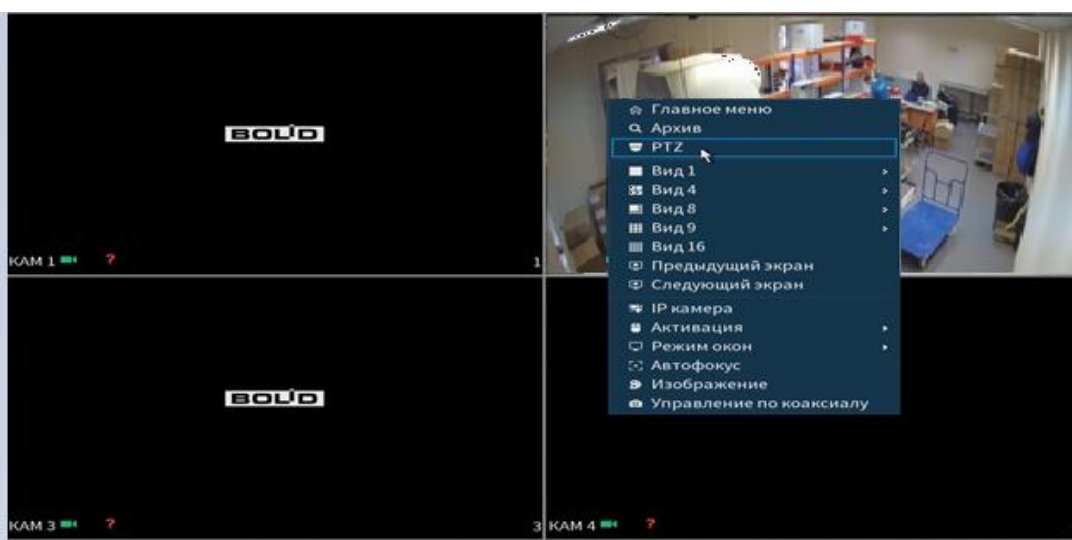 BOLID
КАМ 1 ? 1
Главное меню
Архив
PTZ
Вид 1
Вид 4
Вид 8
Вид 9
Вид 16
Предыдущий экран
Следующий экран
IP камера
Активация
Режим окон
Автофокус
Изображение
Управление по коаксиалу
BOLID
КАМ 3 ? 3
КАМ 4 ?